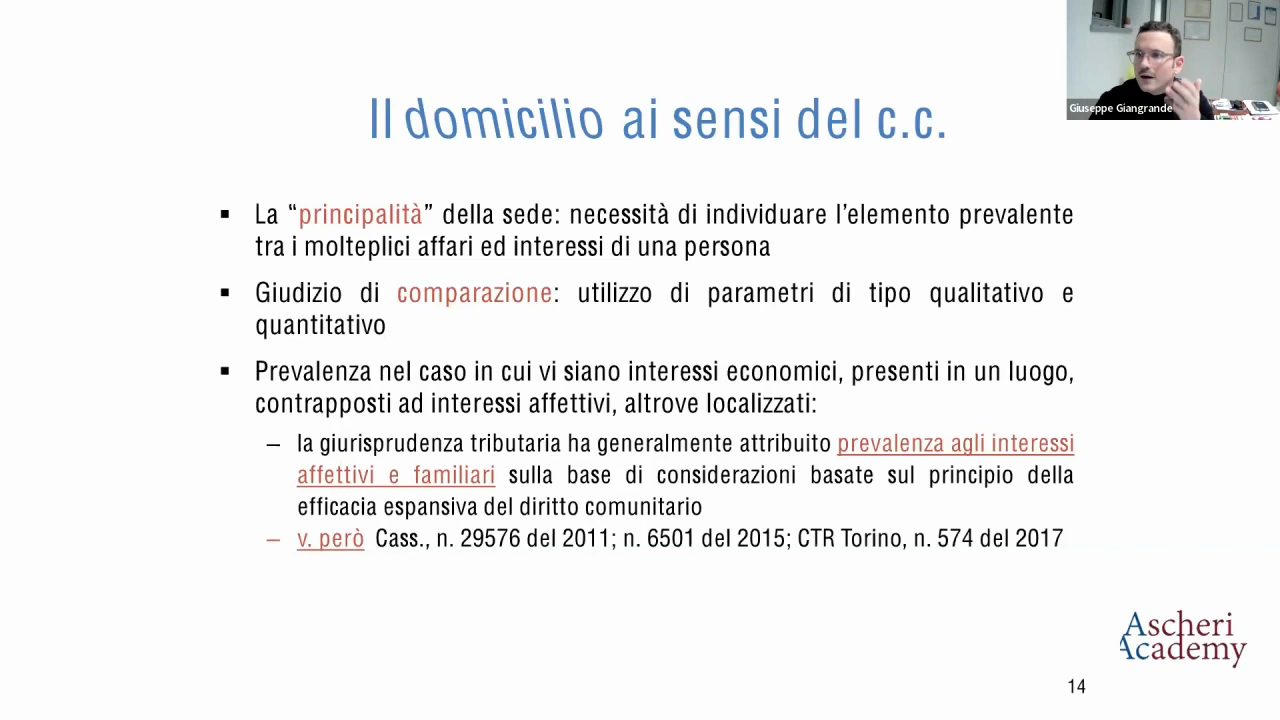 Giuseppe Giangrande
Il domicilio ai sensi del c.c.
▪ La “principalità” della sede: necessità di individuare l’elemento prevalente
tra i molteplici affari ed interessi di una persona
▪ Giudizio di comparazione: utilizzo di parametri di tipo qualitativo e
quantitativo
▪ Prevalenza nel caso in cui vi siano interessi economici, presenti in un luogo,
contrapposti ad interessi affettivi, altrove localizzati:
– la giurisprudenza tributaria ha generalmente attribuito prevalenza agli interessi
affettivi e familiari sulla base di considerazioni basate sul principio della
efficacia espansiva del diritto comunitario
– v. però Cass., n. 29576 del 2011; n. 6501 del 2015; CTR Torino, n. 574 del 2017
Ascheri
Academy
14